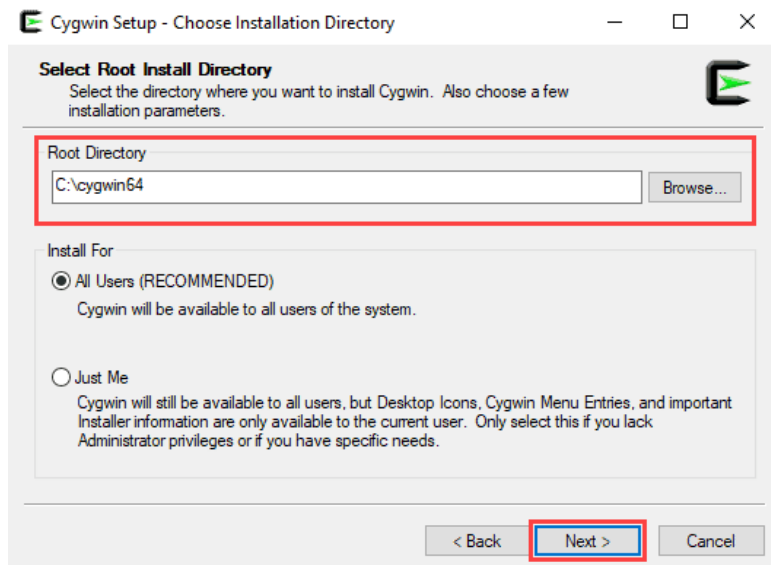 Cygwin Setup - Choose Installation Directory
Select Root Install Directory
Select the directory where you want to install Cygwin. Also choose a few
installation parameters.
Root Directory
C:\cygwin64
Browse...
Install For
All Users (RECOMMENDED)
Cygwin will be available to all users of the system.
Just Me
Cygwin will still be available to all users, but Desktop Icons, Cygwin Menu Entries, and important
Installer information are only available to the current user. Only select this if you lack
Administrator privileges or if you have specific needs.
< Back
Next >
Cancel